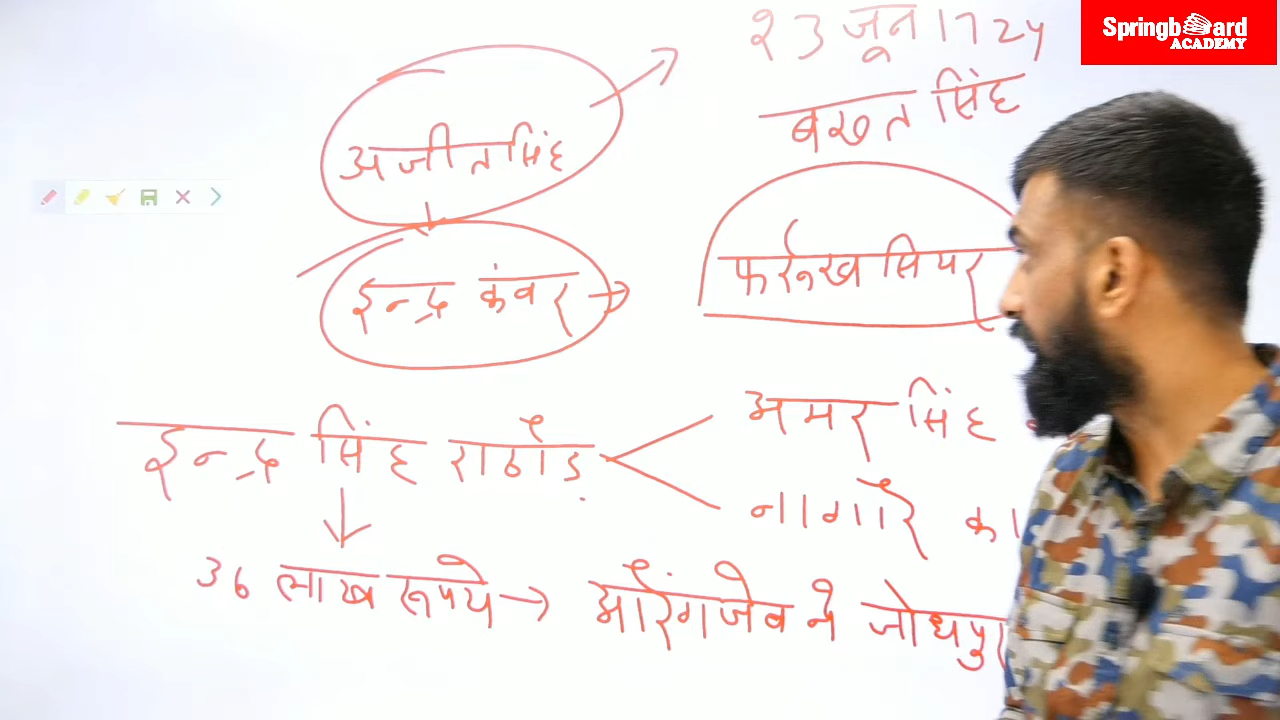 Springboard
ACADEMY
23 जून 1724
बख्त सिंह
अजीत सिंह
फर्रूखसियर
इन्द्र कंवर
इन्द्र सिंह राठौड़
अमर सिंह
नागौर का
36 लाख रूपये → औरंगजेब ने जोधपुर